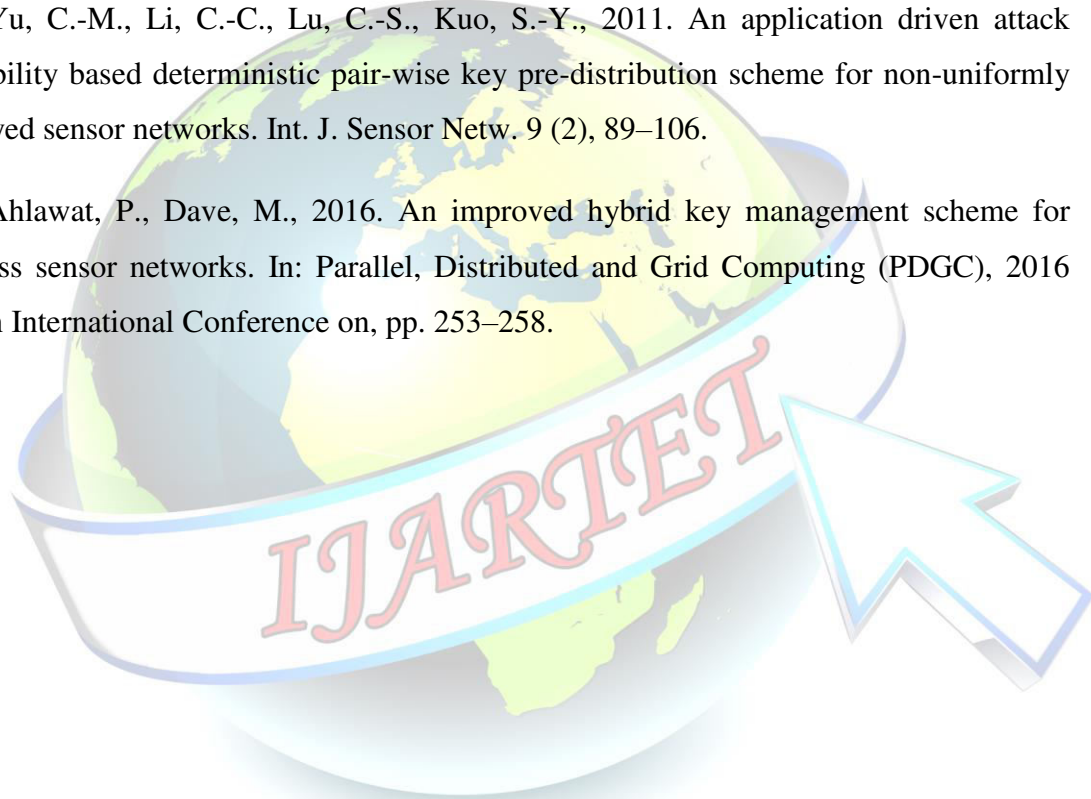 Yu, C.-M., Li, C.-C., Lu, C.-S., Kuo, S.-Y., 2011. An application driven attack
bility based deterministic pair-wise key pre-distribution scheme for non-uniformly
yed sensor networks. Int. J. Sensor Netw. 9 (2), 89–106.
Ahlawat, P., Dave, M., 2016. An improved hybrid key management scheme for
ss sensor networks. In: Parallel, Distributed and Grid Computing (PDGC), 2016
International Conference on, pp. 253–258.
IJARTET